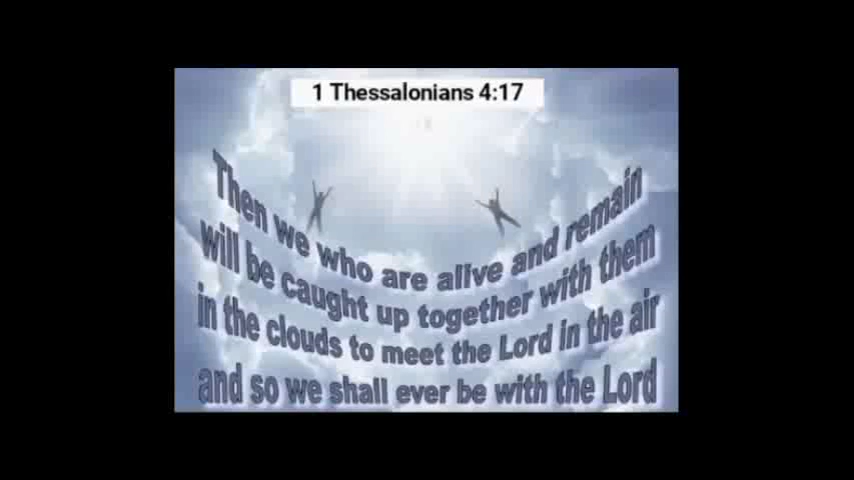 1 Thessalonians 4:17
Then we who are alive and remain
will be caught up together with them
in the clouds to meet the Lord in the air
and so we shall ever be with the Lord